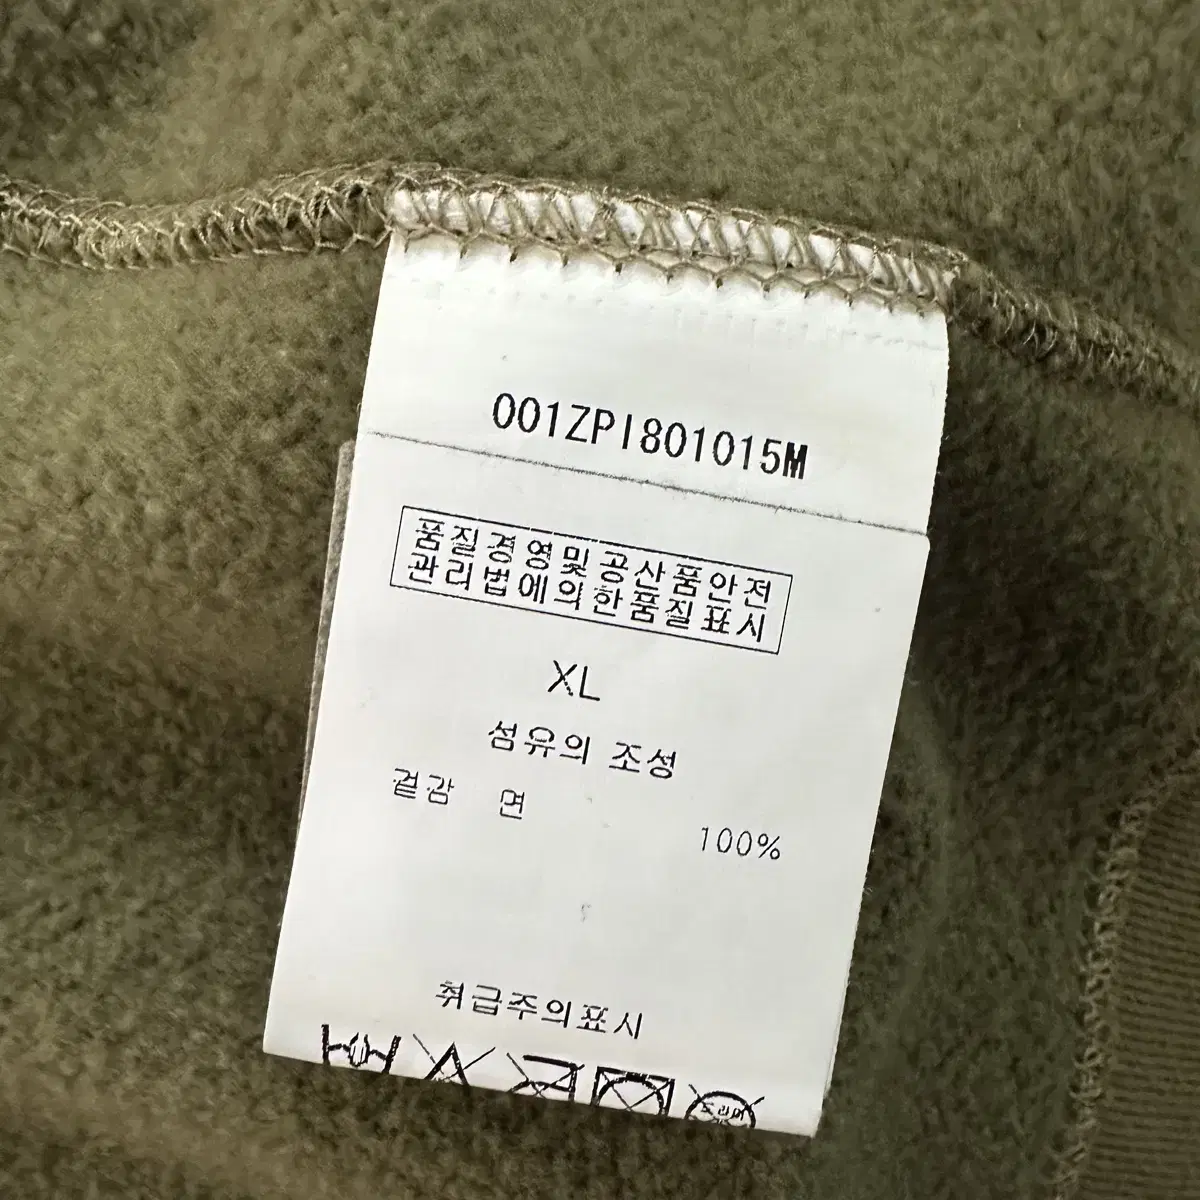 001ZPI801015M
품질경영및공산품안전
관리법에의한품질표시
XL
섬유의 조성
겉감 면 100%
취급주의표시